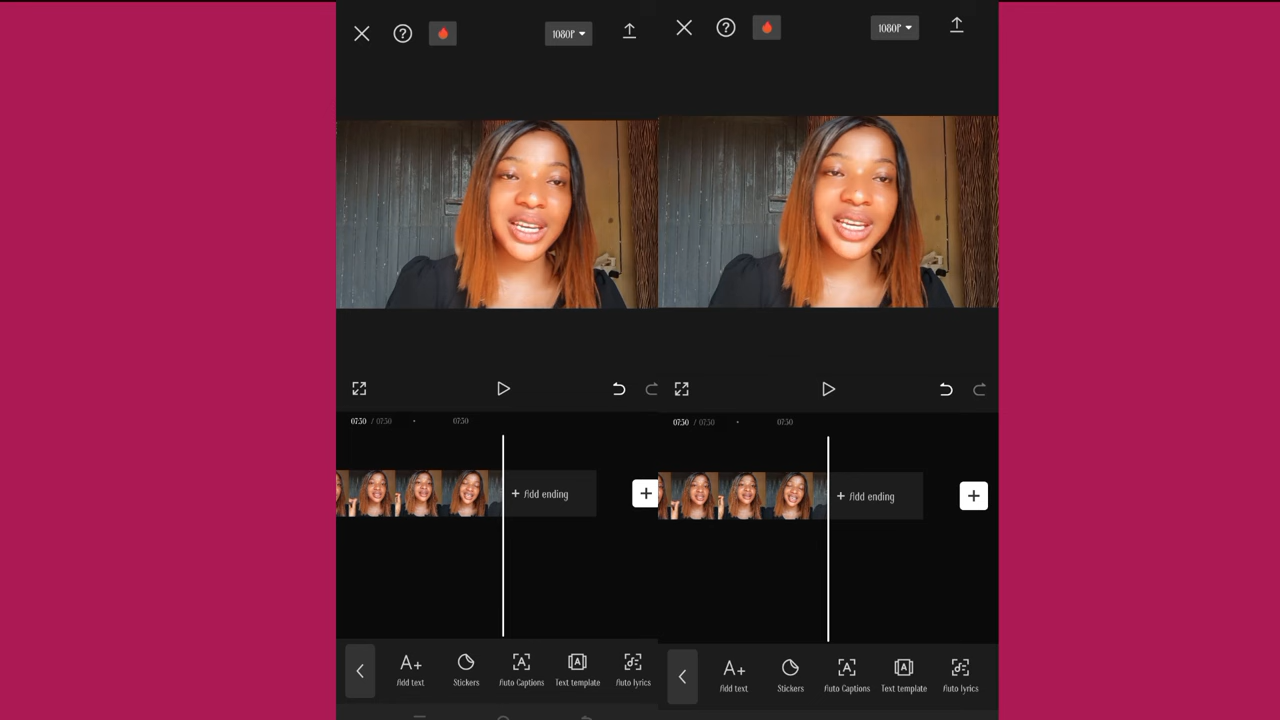 1080P
07:30 / 07:30
07:30
+ Add ending
A+
Add text
Stickers
Auto Captions
Text template
Auto lyrics
1080P
07:30 / 07:30
07:30
+ Add ending
A+
Add text
Stickers
Auto Captions
Text template
Auto lyrics